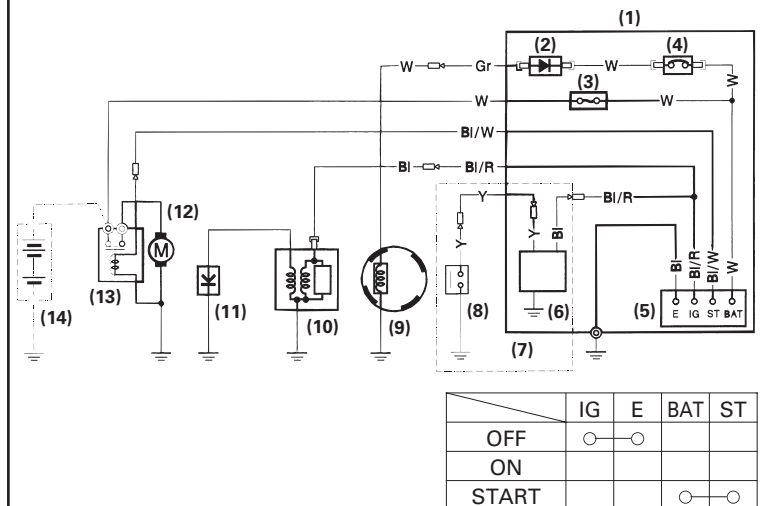 (1)
(2)
(4)
W Gr W W
(3)
W W
Bl/W
Bl Bl/R
Y Bl/R
(12)
Y Y Bl
M
Bl Bl/R Bl/W W
(13)
(14)
(11)
(10)
(9)
(8)
(6)
(5)
E IG ST BAT
(7)
IG E BAT ST
OFF
ON
START